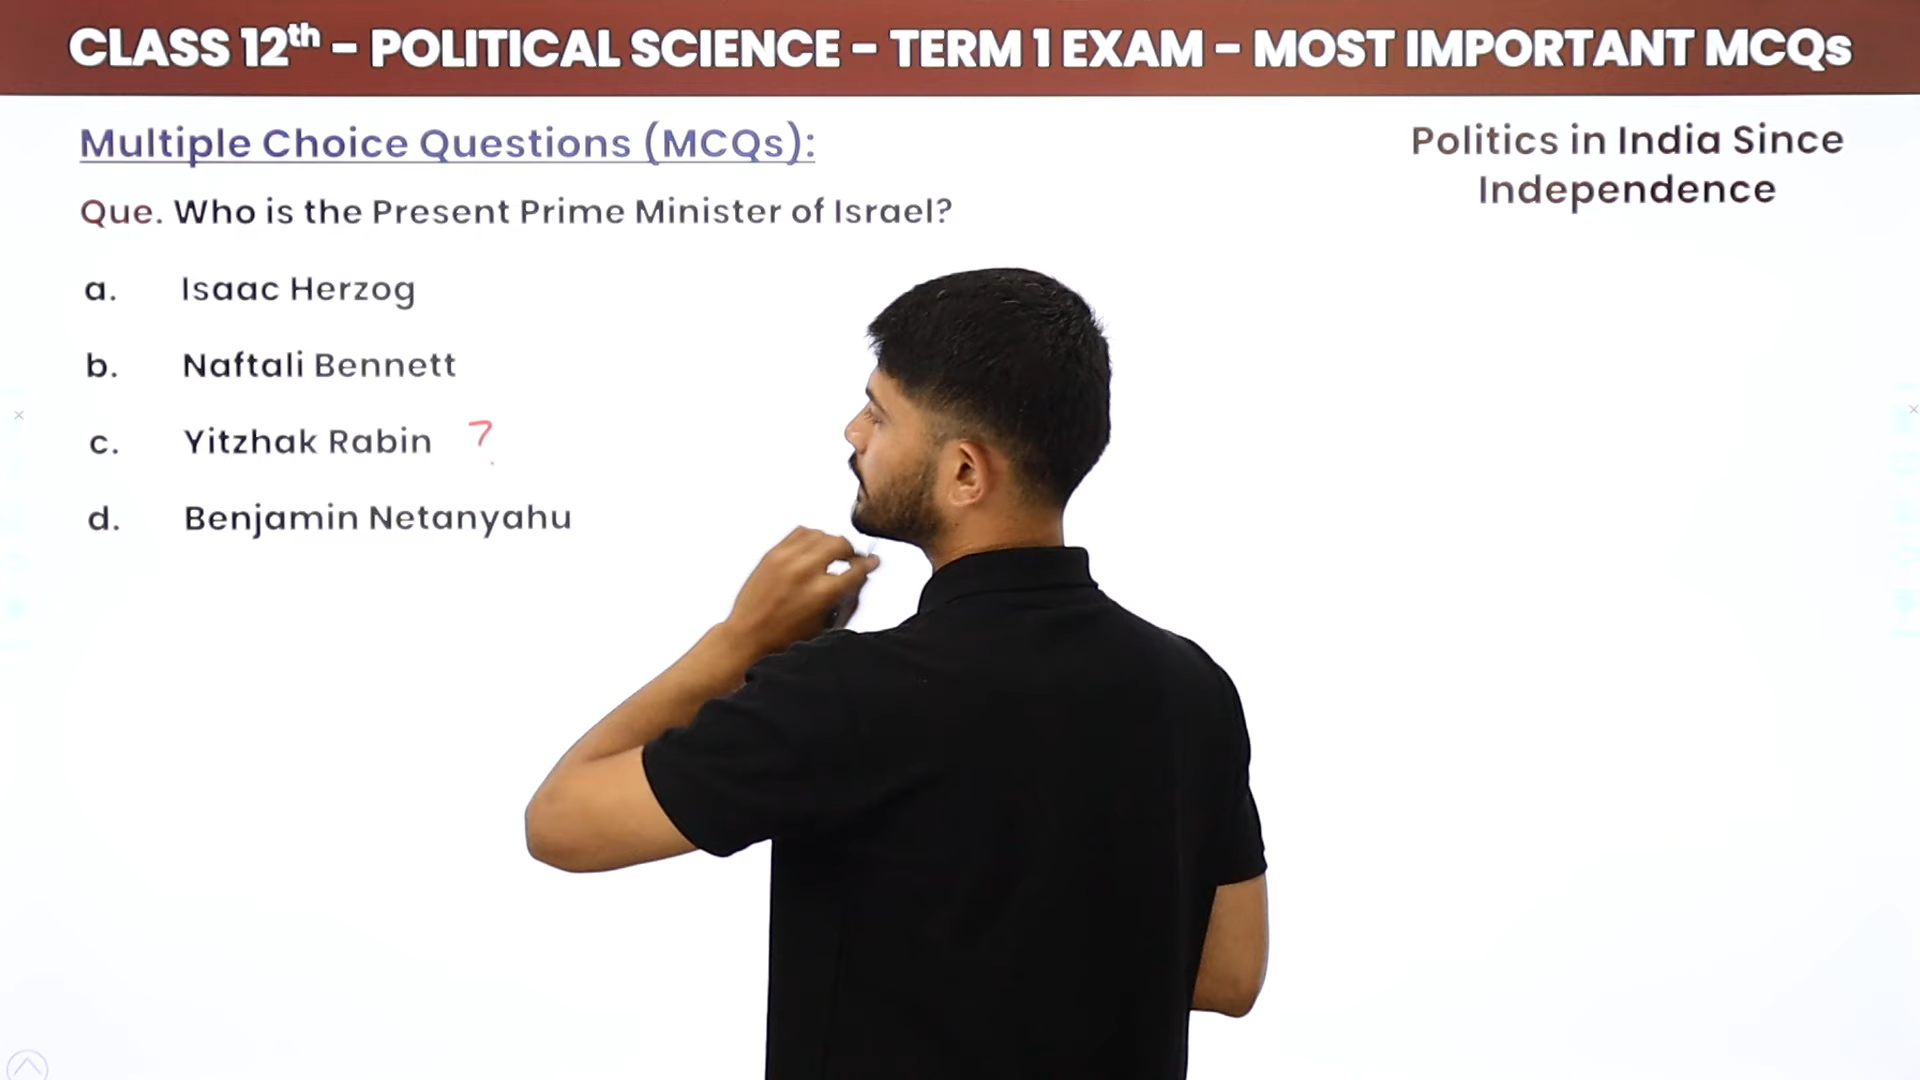 CLASS 12th – POLITICAL SCIENCE – TERM 1 EXAM – MOST IMPORTANT MCQs
Multiple Choice Questions (MCQs):
Politics in India Since
Independence
Que. Who is the Present Prime Minister of Israel?
a. Isaac Herzog
b. Naftali Bennett
c. Yitzhak Rabin ?
d. Benjamin Netanyahu